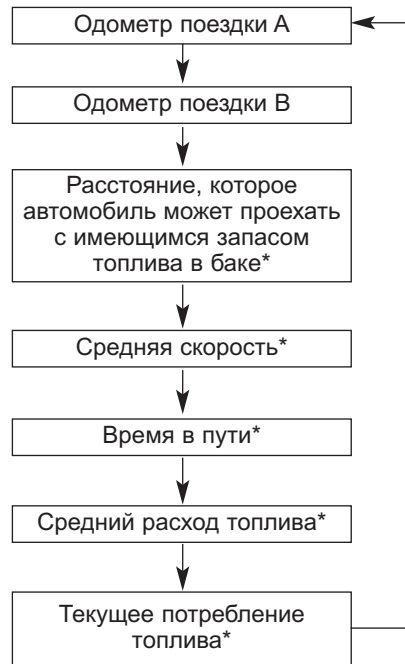 Одометр поездки A
Одометр поездки B
Расстояние, которое
автомобиль может проехать
с имеющимся запасом
топлива в баке*
Средняя скорость*
Время в пути*
Средний расход топлива*
Текущее потребление
топлива*